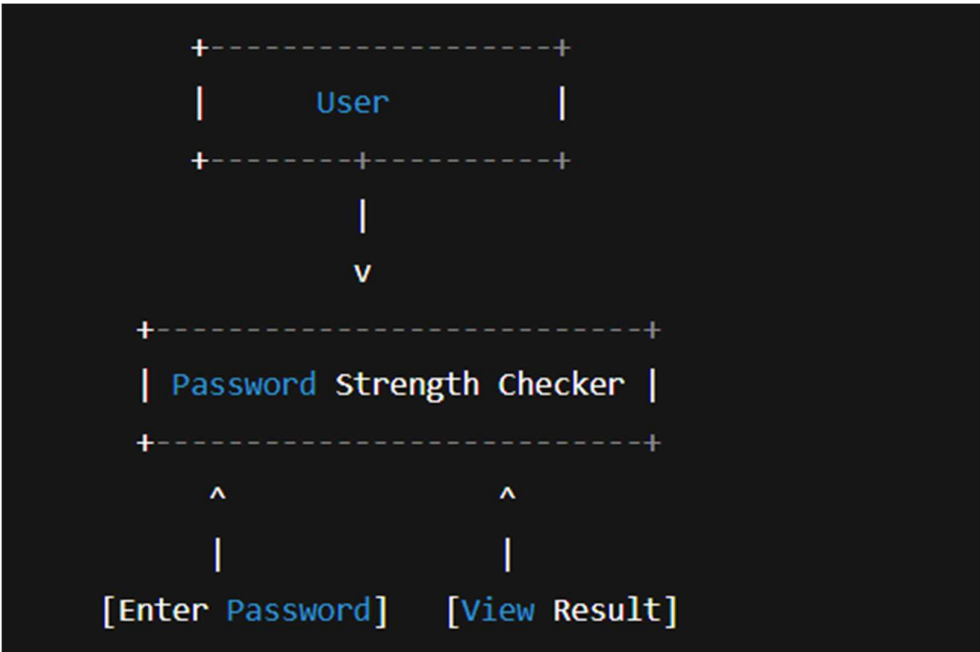 +-------------------+
|      User         |
+--------+----------+
|
v
+---------------------------+
| Password Strength Checker |
+---------------------------+
^               ^
|               |
[Enter Password]   [View Result]